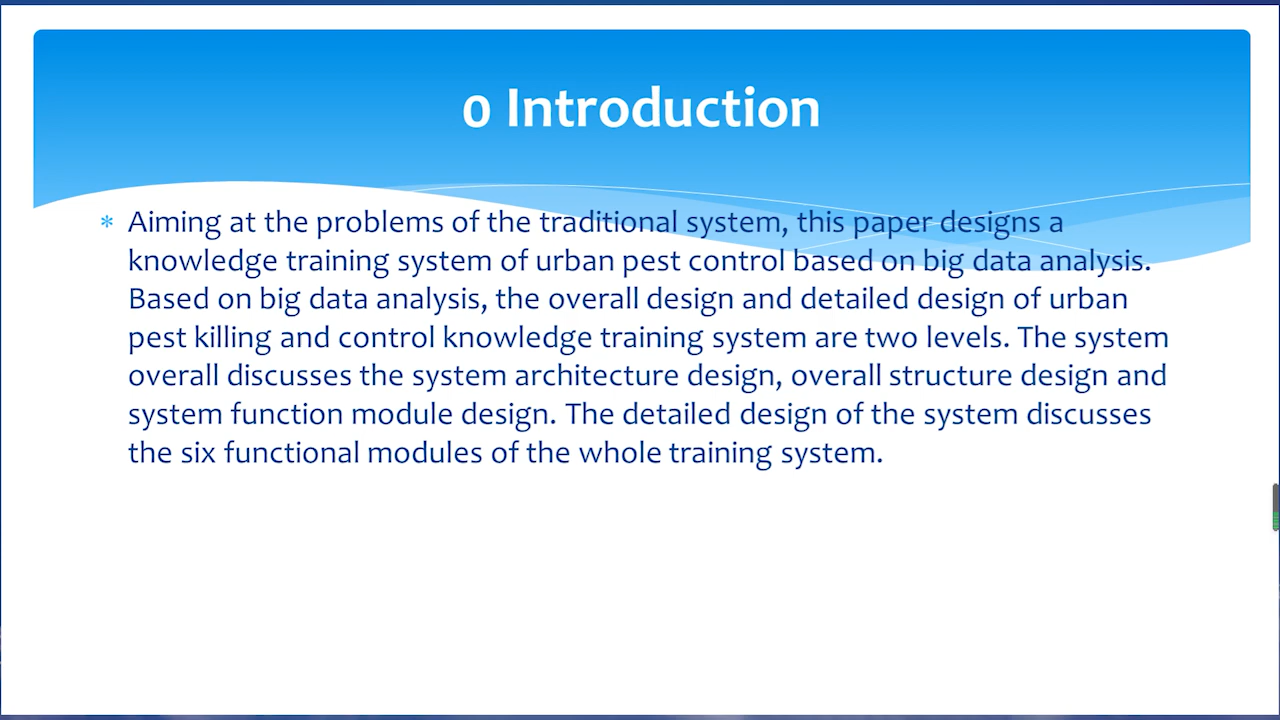 0 Introduction
* Aiming at the problems of the traditional system, this paper designs a
knowledge training system of urban pest control based on big data analysis.
Based on big data analysis, the overall design and detailed design of urban
pest killing and control knowledge training system are two levels. The system
overall discusses the system architecture design, overall structure design and
system function module design. The detailed design of the system discusses
the six functional modules of the whole training system.